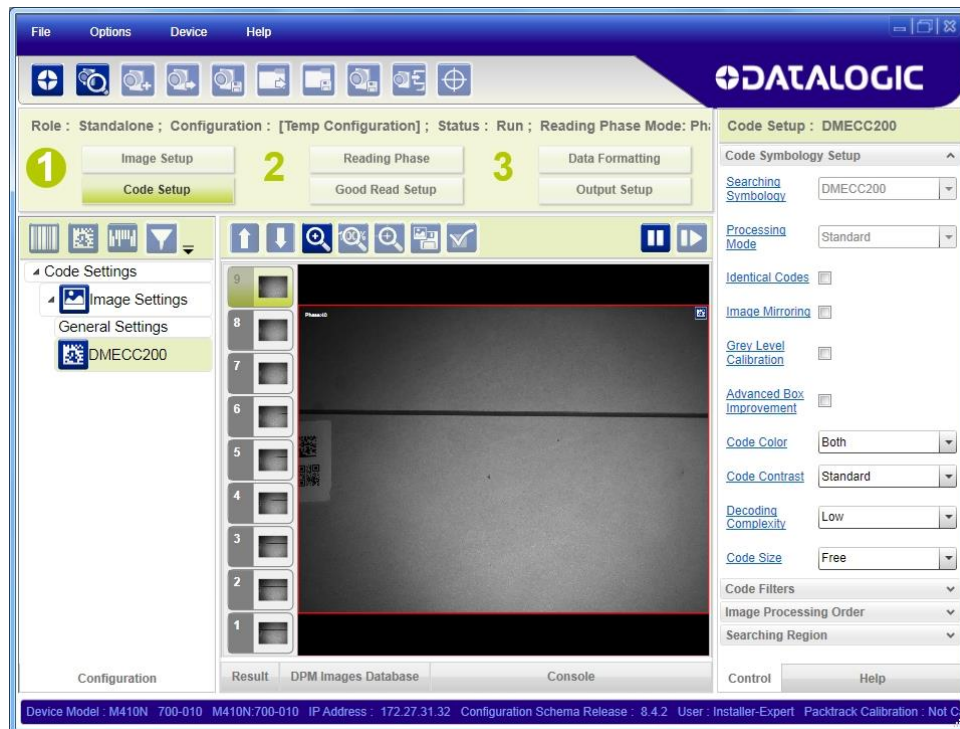 File Options Device Help
DATALOGIC
Role : Standalone ; Configuration : [Temp Configuration] ; Status : Run ; Reading Phase Mode: Ph
1 Image Setup 2 Reading Phase 3 Data Formatting
Code Setup Good Read Setup Output Setup
Code Settings
Image Settings
General Settings
DMECC200
Configuration
9
8
7
6
5
4
3
2
1
Result DPM Images Database Console
Code Setup : DMECC200
Code Symbology Setup
Searching Symbology DMECC200
Processing Mode Standard
Identical Codes
Image Mirroring
Grey Level Calibration
Advanced Box Improvement
Code Color Both
Code Contrast Standard
Decoding Complexity Low
Code Size Free
Code Filters
Image Processing Order
Searching Region
Control Help
Device Model : M410N 700-010 M410N:700-010 IP Address : 172.27.31.32 Configuration Schema Release : 8.4.2 User : Installer-Expert Packtrack Calibration : Not C